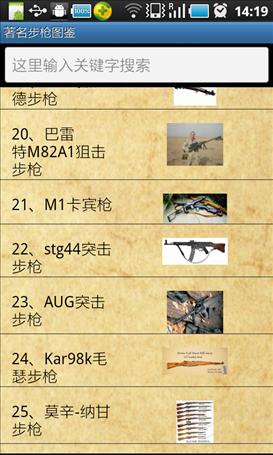 100%
R
14:19
著名步枪图鉴
这里输入关键字搜索
德步枪
20、巴雷
特M82A1狙击
步枪
21、M1卡宾枪
22、stg44突击
步枪
23、AUG突击
步枪
24、Kar98k毛
瑟步枪
25、莫辛-纳甘
步枪